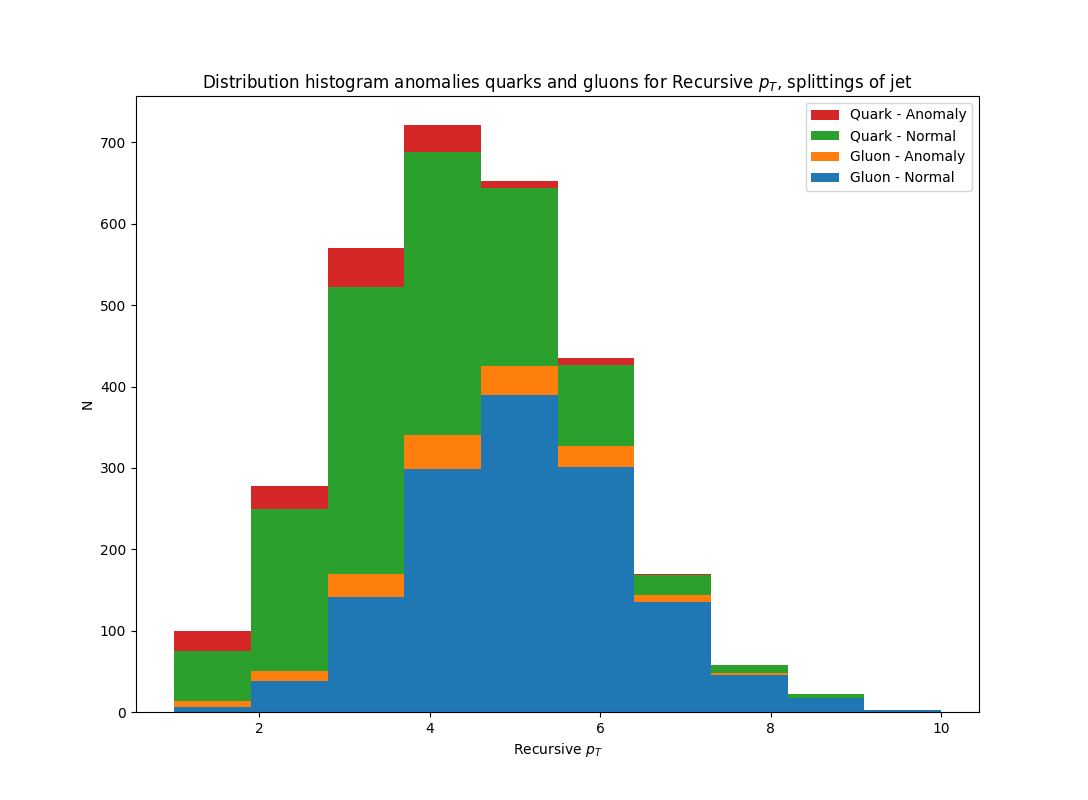 Distribution histogram anomalies quarks and gluons for Recursive $p_T$, splittings of jet
Quark - Anomaly
Quark - Normal
Gluon - Anomaly
Gluon - Normal
700
600
500
400
300
200
100
0
N
2 4 6 8 10
Recursive $p_T$